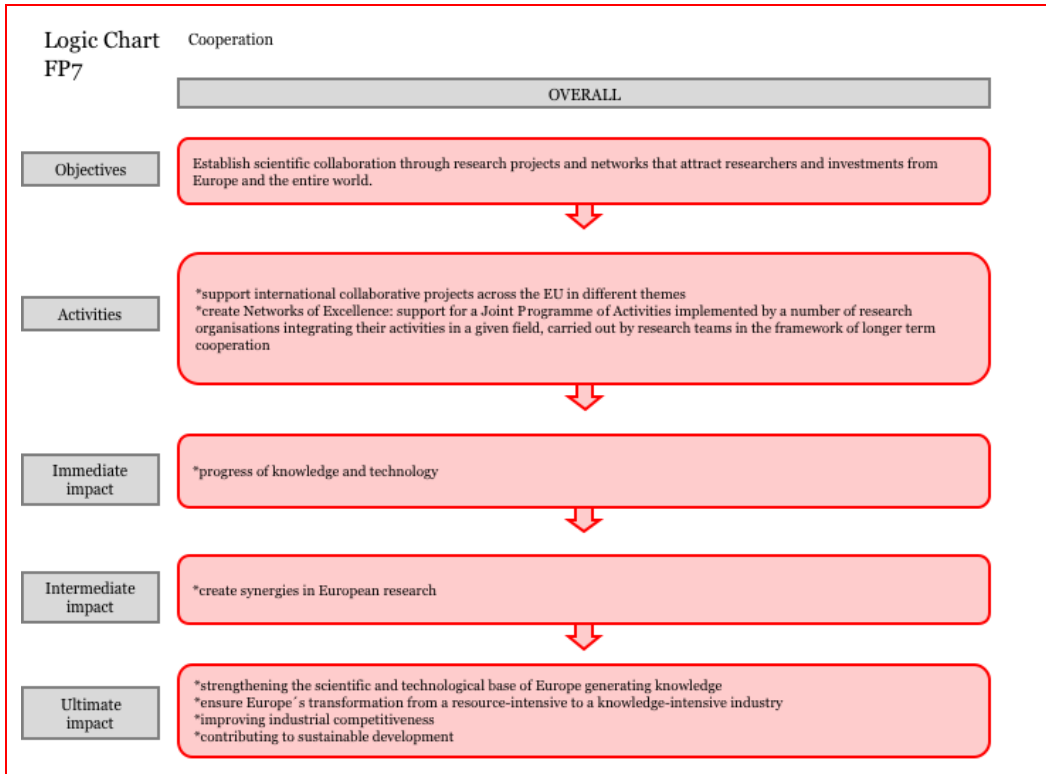 Logic Chart
FP7
Cooperation
OVERALL
Objectives
Establish scientific collaboration through research projects and networks that attract researchers and investments from
Europe and the entire world.
Activities
*support international collaborative projects across the EU in different themes
*create Networks of Excellence: support for a Joint Programme of Activities implemented by a number of research
organisations integrating their activities in a given field, carried out by research teams in the framework of longer term
cooperation
Immediate
impact
*progress of knowledge and technology
Intermediate
impact
*create synergies in European research
Ultimate
impact
*strengthening the scientific and technological base of Europe generating knowledge
*ensure Europe´s transformation from a resource-intensive to a knowledge-intensive industry
*improving industrial competitiveness
*contributing to sustainable development